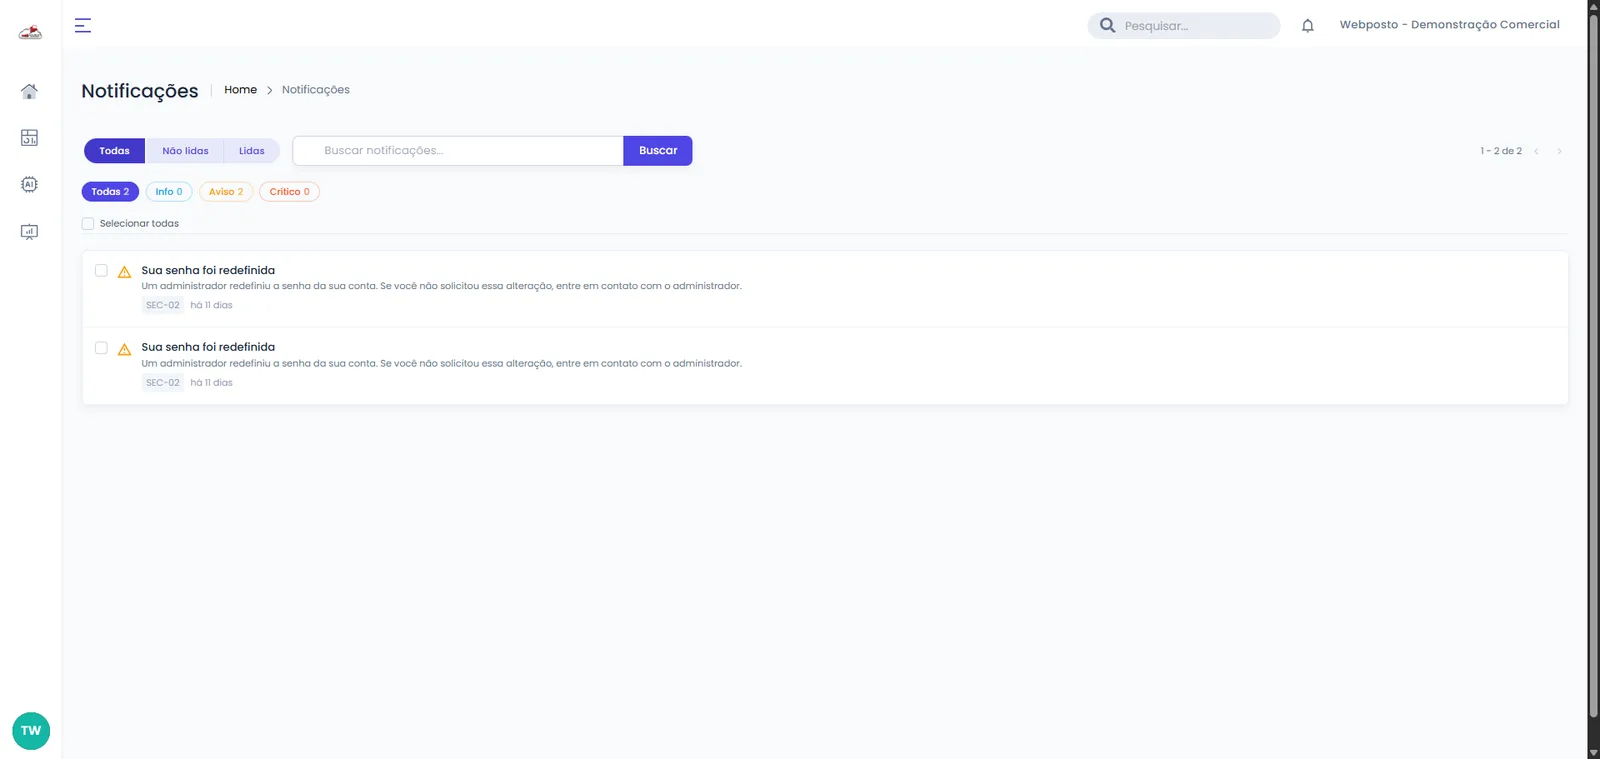 Pesquisar...
Webposto - Demonstração Comercial
Notificações
Home > Notificações
Todas
Não lidas
Lidas
Buscar notificações...
Buscar
1 - 2 de 2
Todas 2
Info 0
Aviso 2
Crítico 0
Selecionar todas
Sua senha foi redefinida
Um administrador redefiniu a senha da sua conta. Se você não solicitou essa alteração, entre em contato com o administrador.
SEC-02 há 11 dias
Sua senha foi redefinida
Um administrador redefiniu a senha da sua conta. Se você não solicitou essa alteração, entre em contato com o administrador.
SEC-02 há 11 dias
AI
TW